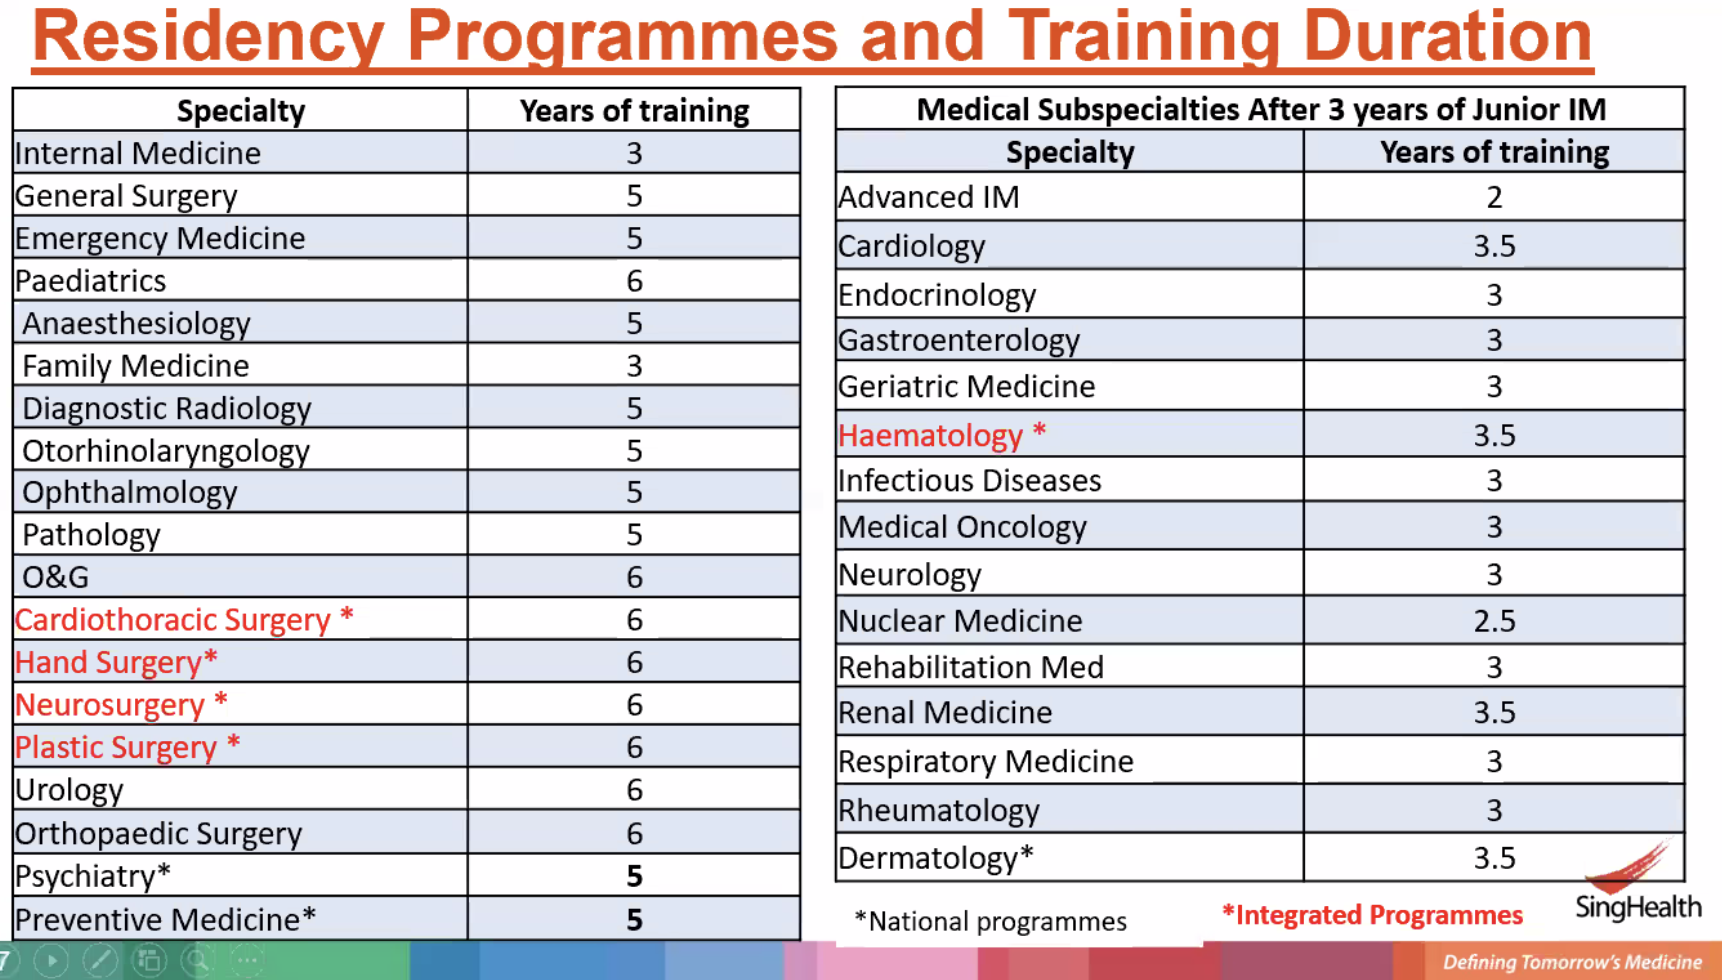 Residency Programmes and Training Duration
Specialty Years of training
Internal Medicine 3
General Surgery 5
Emergency Medicine 5
Paediatrics 6
Anaesthesiology 5
Family Medicine 3
Diagnostic Radiology 5
Otorhinolaryngology 5
Ophthalmology 5
Pathology 5
O&G 6
Cardiothoracic Surgery * 6
Hand Surgery* 6
Neurosurgery * 6
Plastic Surgery * 6
Urology 6
Orthopaedic Surgery 6
Psychiatry* 5
Preventive Medicine* 5
Medical Subspecialties After 3 years of Junior IM
Specialty Years of training
Advanced IM 2
Cardiology 3.5
Endocrinology 3
Gastroenterology 3
Geriatric Medicine 3
Haematology * 3.5
Infectious Diseases 3
Medical Oncology 3
Neurology 3
Nuclear Medicine 2.5
Rehabilitation Med 3
Renal Medicine 3.5
Respiratory Medicine 3
Rheumatology 3
Dermatology* 3.5
*National programmes *Integrated Programmes
SingHealth
7
Defining Tomorrow's Medicine